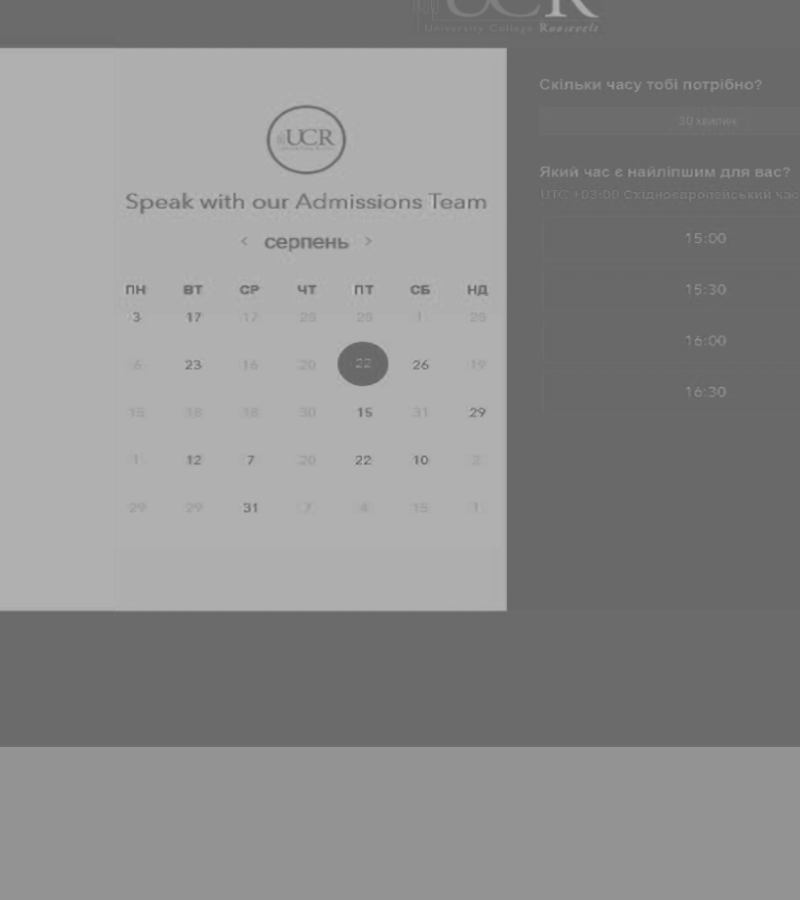 UCR
University College Roosevelt
UCR
Speak with our Admissions Team
< серпень >
ПН ВТ СР ЧТ ПТ СБ НД
3 17 17 28 28 1 28
6 23 16 20 22 26 19
15 18 18 30 15 31 29
1 12 7 20 22 10 2
29 29 31 7 4 15 1
Скільки часу тобі потрібно?
30 хвилин
Який час є найліпшим для вас?
UTC +03:00 Східноєвропейський час
15:00
15:30
16:00
16:30